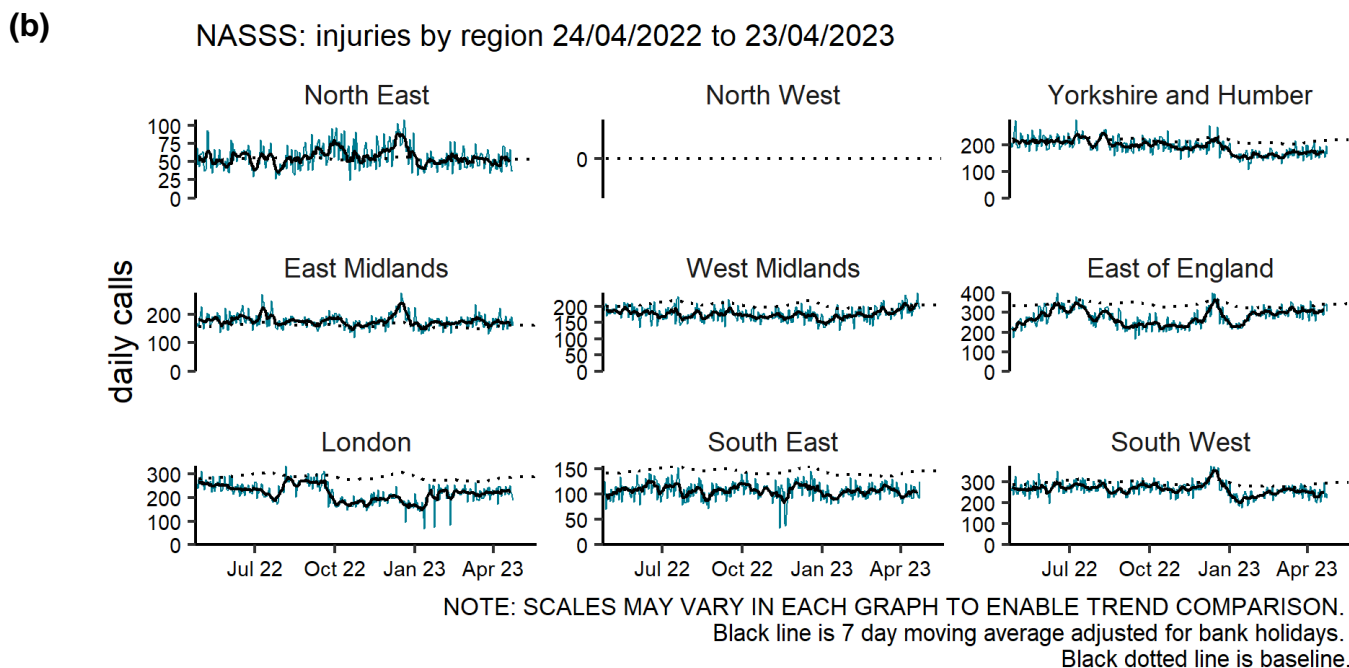 (b)
NASSS: injuries by region 24/04/2022 to 23/04/2023
daily calls
North East
100
75
50
25
0
North West
0
Yorkshire and Humber
200
100
0
East Midlands
200
100
0
West Midlands
200
150
100
50
0
East of England
400
300
200
100
0
London
300
200
100
0
Jul 22 Oct 22 Jan 23 Apr 23
South East
150
100
50
0
Jul 22 Oct 22 Jan 23 Apr 23
South West
300
200
100
0
Jul 22 Oct 22 Jan 23 Apr 23
NOTE: SCALES MAY VARY IN EACH GRAPH TO ENABLE TREND COMPARISON.
Black line is 7 day moving average adjusted for bank holidays.
Black dotted line is baseline.